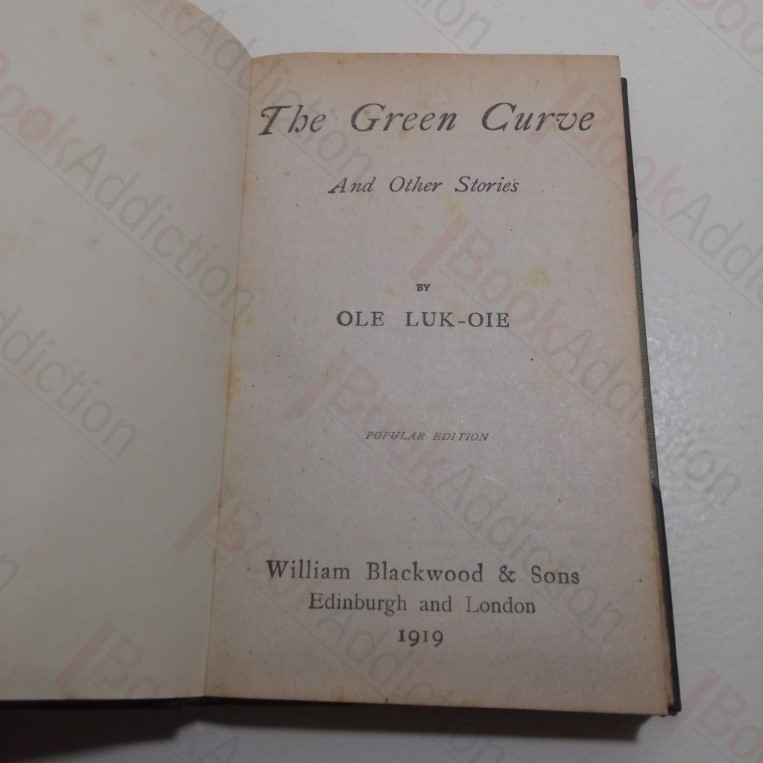 The Green Curve
And Other Stories
BY
OLE LUK-OIE
POPULAR EDITION
William Blackwood & Sons
Edinburgh and London
1919
BookAddiction